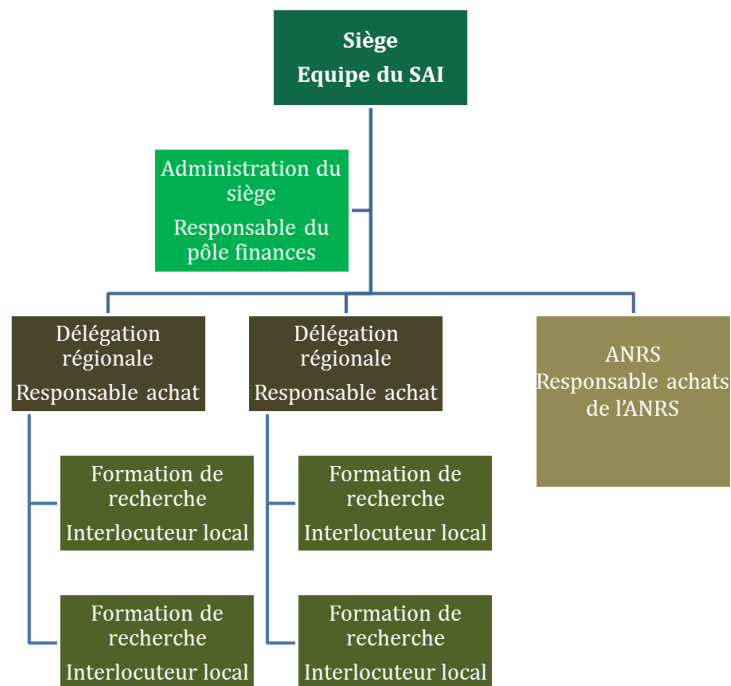 Siège
Equipe du SAI
Administration du
siège
Responsable du
pôle finances
Délégation
régionale
Responsable achat
Délégation
régionale
Responsable achat
ANRS
Responsable achats
de l'ANRS
Formation de
recherche
Interlocuteur local
Formation de
recherche
Interlocuteur local
Formation de
recherche
Interlocuteur local
Formation de
recherche
Interlocuteur local